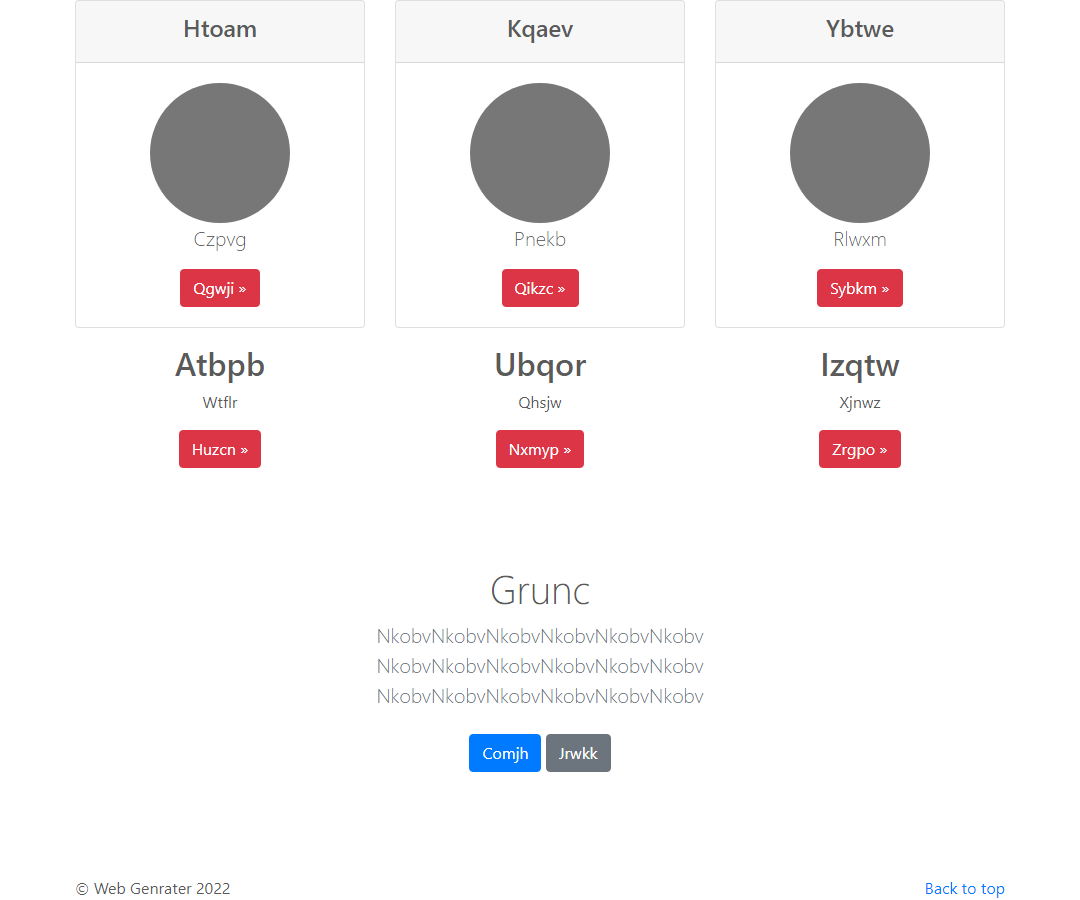 Htoam
Kqaev
Ybtwe
Czpvg
Pnekb
Rlwxm
Qgwji »
Qikzc »
Sybkm »
Atbpb
Ubqor
Izqtw
Wtflr
Qhsjw
Xjnwz
Huzcn »
Nxmyp »
Zrgpo »
Grunc
NkobvNkobvNkobvNkobvNkobvNkobv
NkobvNkobvNkobvNkobvNkobvNkobv
NkobvNkobvNkobvNkobvNkobvNkobv
Comjh
Jrwkk
© Web Genrater 2022
Back to top